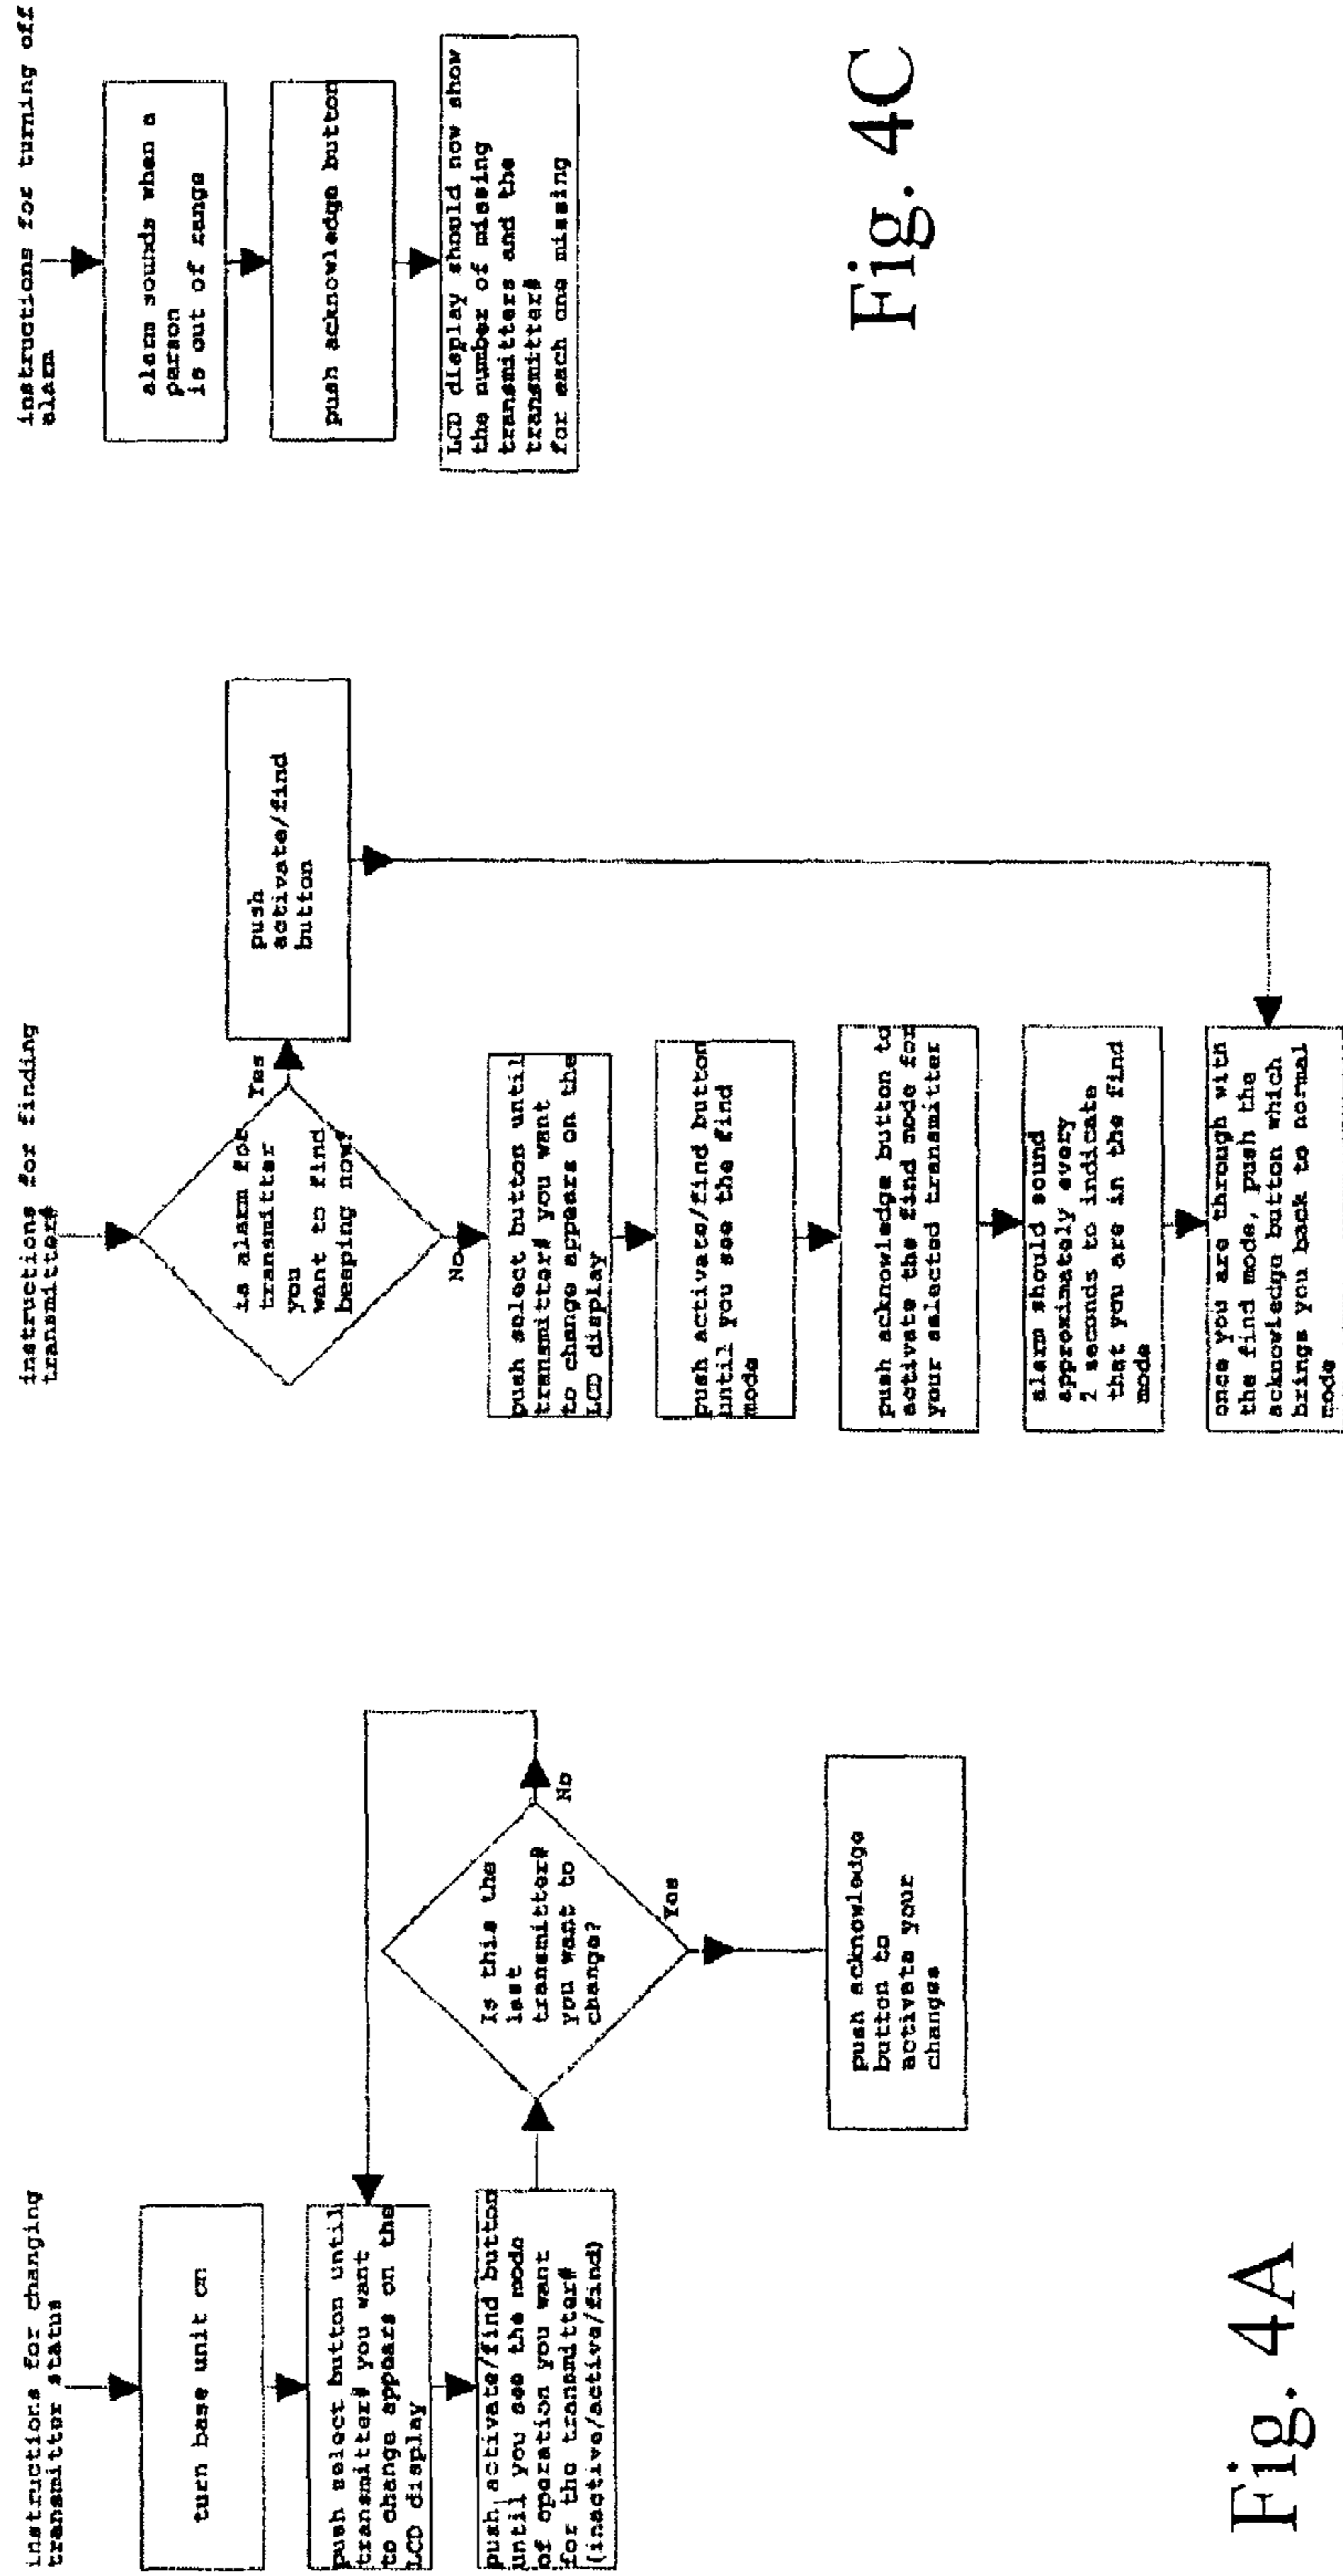 instructions for changing
transmitter status
turn base unit on
push select button until
transmitter# you want
to change appears on the
LCD display
push activate/find button
until you see the mode
of operation you want
for the transmitter#
(inactive/active/find)
Is this the
last
transmitter#
you want to
change?
No
Yes
push acknowledge
button to
activate your
changes
Fig. 4A
instructions for finding
transmitter#
is alarm for
transmitter
you
want to find
beeping now?
Yes
No
push
activate/find
button
push select button until
transmitter# you want
to change appears on the
LCD display
push activate/find button
until you see the find
mode
push acknowledge button to
activate the find mode for
your selected transmitter
alarm should sound
approximately every
2 seconds to indicate
that you are in the find
mode
once you are through with
the find mode, push the
acknowledge button which
brings you back to normal
mode
instructions for turning off
alarm
alarm sounds when a
person
is out of range
push acknowledge button
LCD display should now show
the number of missing
transmitters and the
transmitter#
for each one missing
Fig. 4C